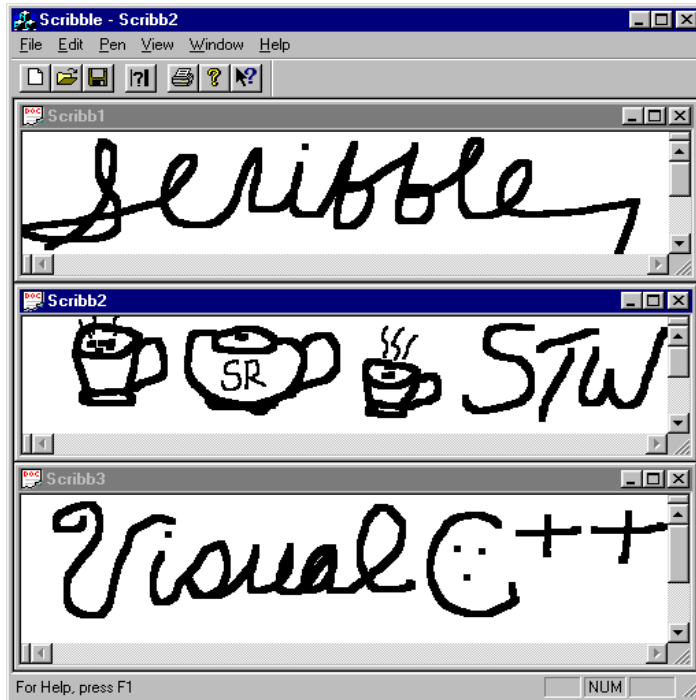 Scribble - Scribb2
File Edit Pen View Window Help
Scribb1
Scribble
Scribb2
SR STW
Scribb3
Visual C++
For Help, press F1 NUM